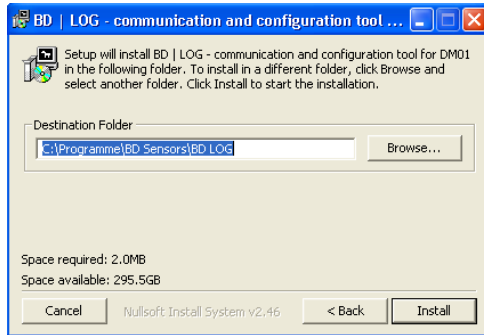 BD | LOG - communication and configuration tool ...
Setup will install BD | LOG - communication and configuration tool for DM01
in the following folder. To install in a different folder, click Browse and
select another folder. Click Install to start the installation.
Destination Folder
C:\Programme\BD Sensors\BD LOG
Browse...
Space required: 2.0MB
Space available: 295.5GB
Cancel
Nullsoft Install System v2.46
< Back
Install